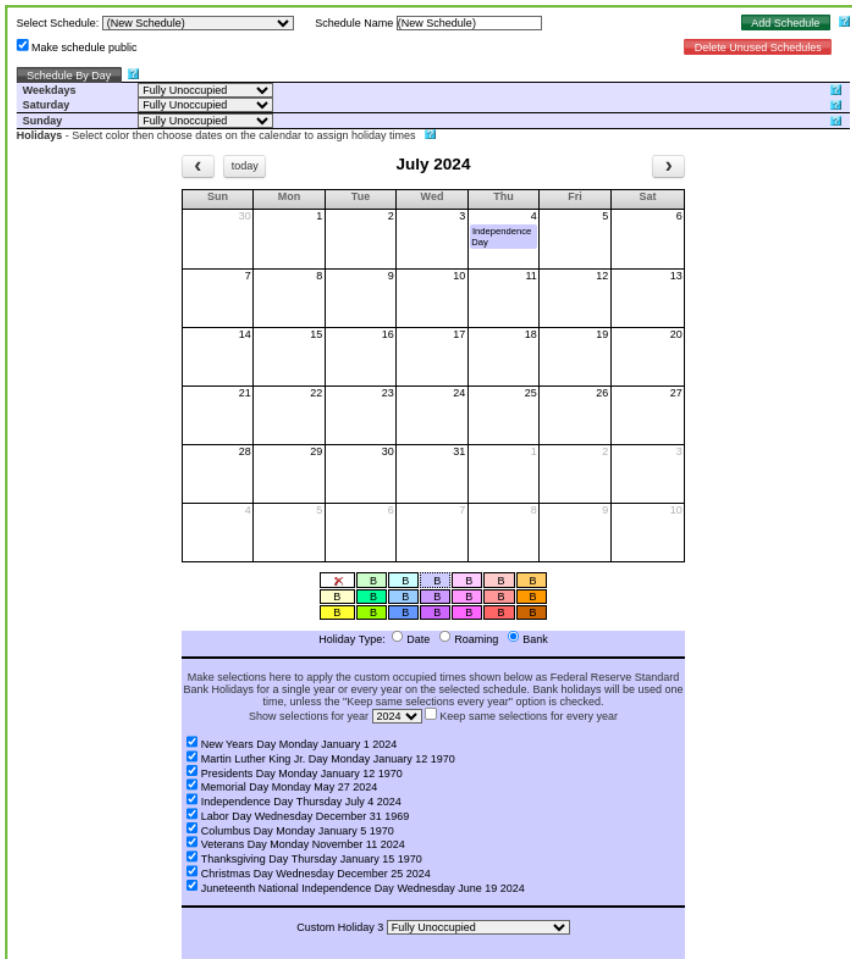 Select Schedule: (New Schedule) Schedule Name (New Schedule) Add Schedule ?
Make schedule public Delete Unused Schedules
Schedule By Day ?
Weekdays Fully Unoccupied ?
Saturday Fully Unoccupied ?
Sunday Fully Unoccupied ?
Holidays - Select color then choose dates on the calendar to assign holiday times ?
‹ today July 2024 ›
Sun Mon Tue Wed Thu Fri Sat
30 1 2 3 4 5 6
Independence
Day
7 8 9 10 11 12 13
14 15 16 17 18 19 20
21 22 23 24 25 26 27
28 29 30 31 1 2 3
4 5 6 7 8 9 10
X B B B B B B
B B B B B B B
B B B B B B B
Holiday Type: Date Roaming Bank
Make selections here to apply the custom occupied times shown below as Federal Reserve Standard
Bank Holidays for a single year or every year on the selected schedule. Bank holidays will be used one
time, unless the "Keep same selections every year" option is checked.
Show selections for year 2024 Keep same selections for every year
New Years Day Monday January 1 2024
Martin Luther King Jr. Day Monday January 12 1970
Presidents Day Monday January 12 1970
Memorial Day Monday May 27 2024
Independence Day Thursday July 4 2024
Labor Day Wednesday December 31 1969
Columbus Day Monday January 5 1970
Veterans Day Monday November 11 2024
Thanksgiving Day Thursday January 15 1970
Christmas Day Wednesday December 25 2024
Juneteenth National Independence Day Wednesday June 19 2024
Custom Holiday 3 Fully Unoccupied